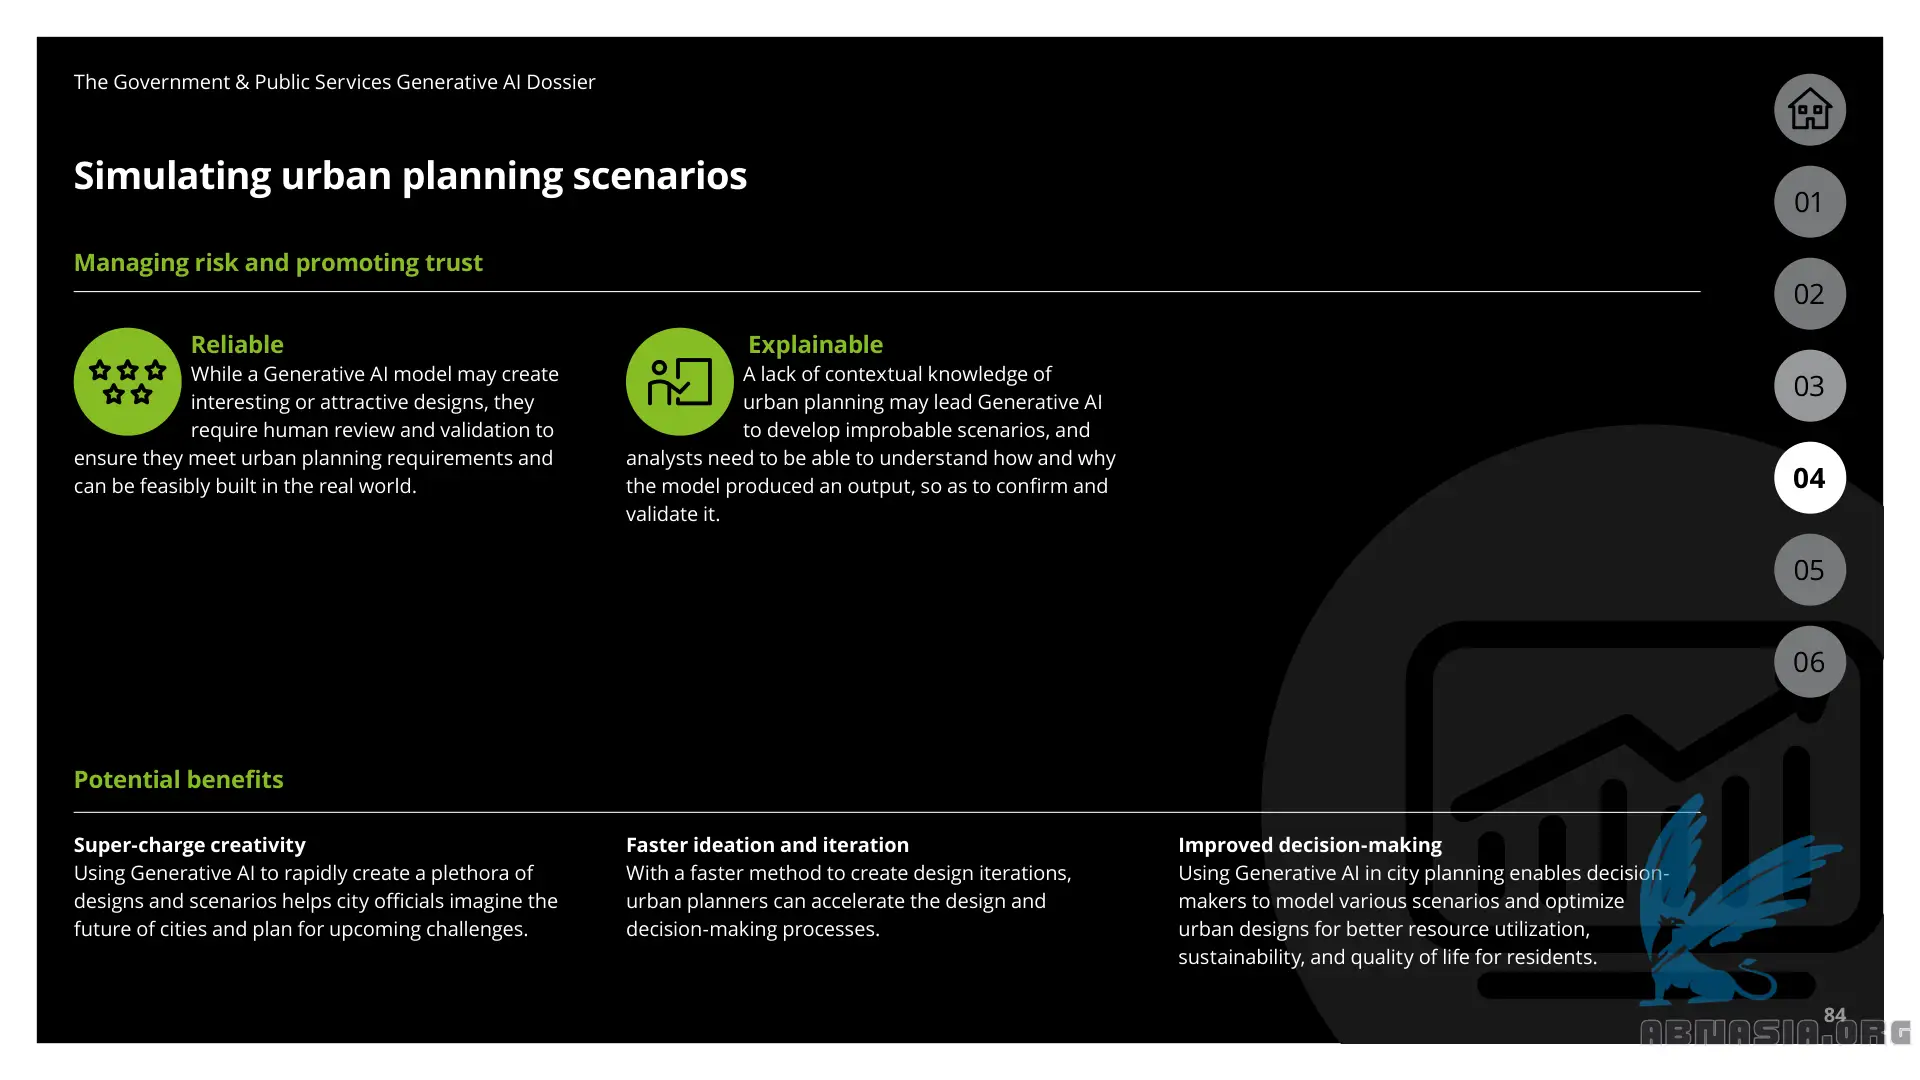 The Government & Public Services Generative AI Dossier
Simulating urban planning scenarios
Managing risk and promoting trust
Reliable
While a Generative AI model may create
interesting or attractive designs, they
require human review and validation to
ensure they meet urban planning requirements and
can be feasibly built in the real world.
Explainable
A lack of contextual knowledge of
urban planning may lead Generative AI
to develop improbable scenarios, and
analysts need to be able to understand how and why
the model produced an output, so as to confirm and
validate it.
Potential benefits
Super-charge creativity
Using Generative AI to rapidly create a plethora of
designs and scenarios helps city officials imagine the
future of cities and plan for upcoming challenges.
Faster ideation and iteration
With a faster method to create design iterations,
urban planners can accelerate the design and
decision-making processes.
Improved decision-making
Using Generative AI in city planning enables decision-
makers to model various scenarios and optimize
urban designs for better resource utilization,
sustainability, and quality of life for residents.
01
02
03
04
05
06
84
ABMASIA.ORG